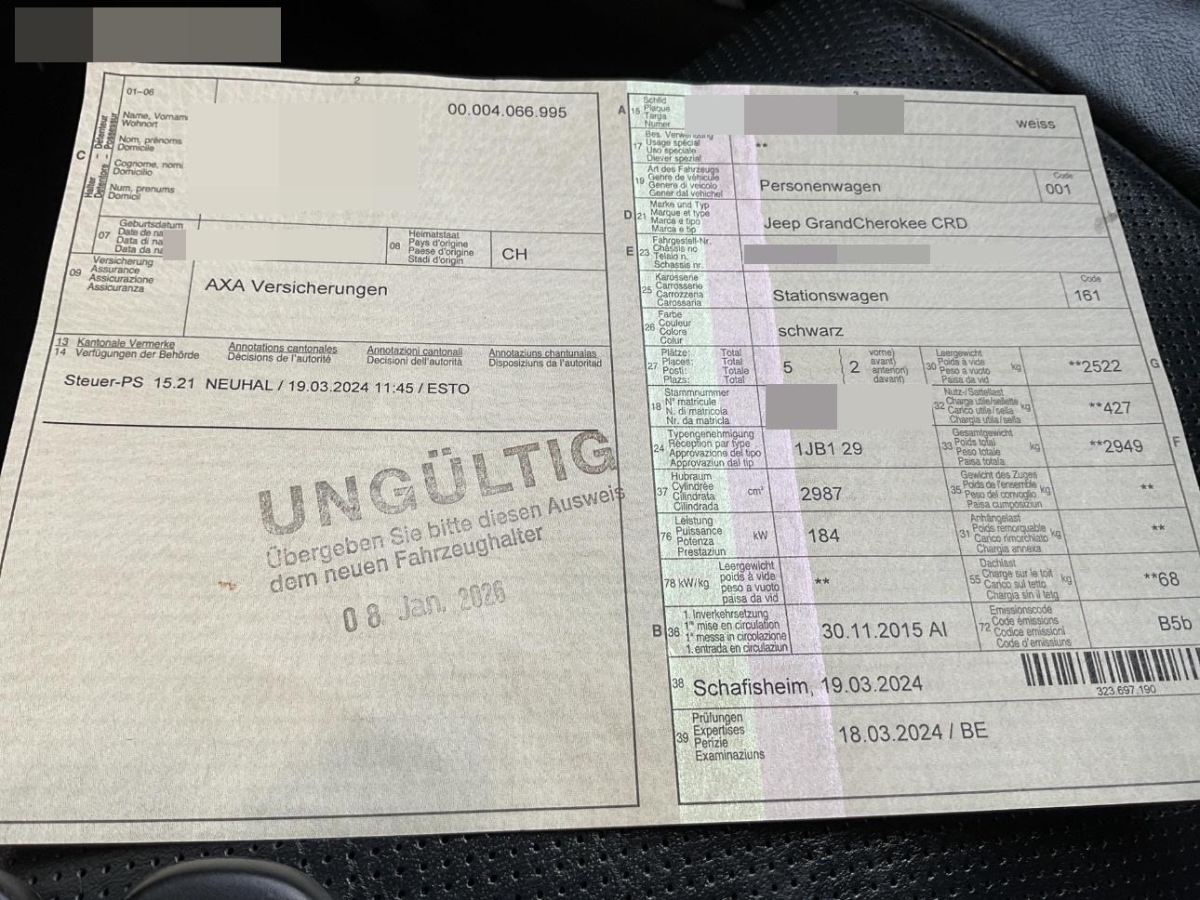 2
01-06
00.004.066.995
C
Halter - Détenteur
Detentore - Possessur
Name, Vornam
Wohnort
Nom, prénoms
Domicile
Cognome, nomi
Domicilio
Num, prenums
Domicil
07
Geburtsdatum
Date de na
Data di na
Data da na
08
Heimatstaat
Pays d'origine
Paese d'origine
Stadi d'origin
CH
09
Versicherung
Assurance
Assicurazione
Assicuranza
AXA Versicherungen
13 Kantonale Vermerke
14 Verfügungen der Behörde
Annotations cantonales
Décisions de l'autorité
Annotazioni cantonali
Decisioni dell'autorità
Annotaziuns chantunalas
Disposiziuns da l'autoritad
Steuer-PS 15.21 NEUHAL / 19.03.2024 11:45 / ESTO
UNGÜLTIG
Übergeben Sie bitte diesen Ausweis
dem neuen Fahrzeughalter
08 Jan. 2026
3
A
15
Schild
Plaque
Targa
Numer
weiss
17
Bes. Verwendung
Usage spécial
Uso speciale
Diever spezial
**
19
Art des Fahrzeugs
Genre de véhicule
Genere di veicolo
Gener dal vehichel
Personenwagen
Code
001
D
21
Marke und Typ
Marque et type
Marca e tipo
Marca e tip
Jeep GrandCherokee CRD
E
23
Fahrgestell-Nr.
Châssis no
Telaio n.
Schassis nr.
25
Karosserie
Carrosserie
Carrozzeria
Carossaria
Stationswagen
Code
161
26
Farbe
Couleur
Colore
Colur
schwarz
27
Plätze: Total
Places: Total
Posti: Totale
Plazs: Total
5
2
vorne)
avant)
anteriori)
davant)
30
Leergewicht
Poids à vide
Peso a vuoto
Paisa da vid
kg
**2522
G
18
Stammnummer
N° matricule
N. di matricola
Nr. da matricla
32
Nutz-/Sattellast
Charge utile/sellette
Carico utile/sella
Chargia utila/sella
kg
**427
24
Typengenehmigung
Réception par type
Approvazione del tipo
Approvaziun dal tip
1JB1 29
33
Gesamtgewicht
Poids total
Peso totale
Paisa totala
kg
**2949
F
37
Hubraum
Cylindrée
Cilindrata
Cilindrada
cm³
2987
35
Gewicht des Zuges
Poids de l'ensemble
Peso del convoglio
Paisa cumposiziun
kg
**
76
Leistung
Puissance
Potenza
Prestaziun
kW
184
31
Anhängelast
Poids remorquable
Carico rimorchiato
Chargia annexa
kg
**
78 kW/kg
Leergewicht
poids à vide
peso a vuoto
paisa da vid
**
55
Dachlast
Charge sur le toit
Carico sul tetto
Chargia sin il tetg
kg
**68
B
36
1. Inverkehrsetzung
1re mise en circulation
1a messa in circolazione
1. entrada en circulaziun
30.11.2015 AI
72
Emissionscode
Code émissions
Codice emissioni
Code d'emissiuns
B5b
38
Schafisheim, 19.03.2024
323.697.190
39
Prüfungen
Expertises
Perizie
Examinaziuns
18.03.2024 / BE